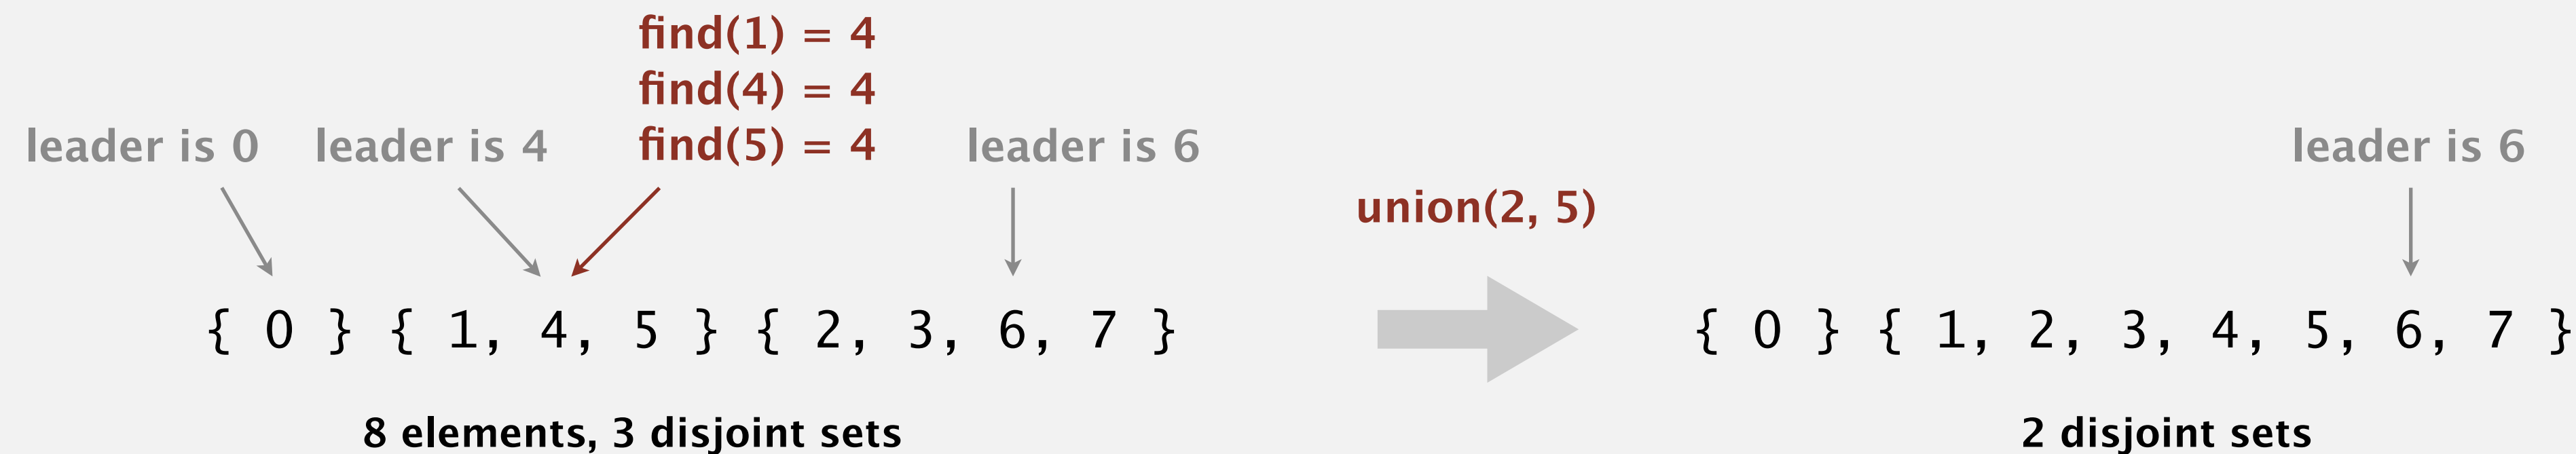 find(1) = 4
find(4) = 4
leader is 0 leader is 4 find(5) = 4 leader is 6 leader is 6
union(2, 5)
{ 0 } { 1, 4, 5 } { 2, 3, 6, 7 } { 0 } { 1, 2, 3, 4, 5, 6, 7 }
8 elements, 3 disjoint sets 2 disjoint sets